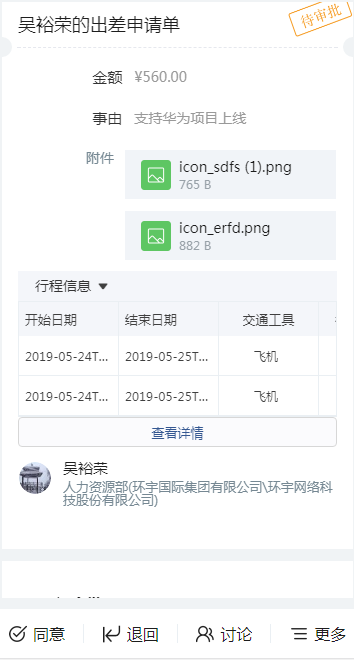 吴裕荣的出差申请单
待审批
金额 ¥560.00
事由 支持华为项目上线
附件
icon_sdfs (1).png
765 B
icon_erfd.png
882 B
行程信息
开始日期 结束日期 交通工具
2019-05-24T... 2019-05-25T... 飞机
2019-05-24T... 2019-05-25T... 飞机
查看详情
吴裕荣
人力资源部(环宇国际集团有限公司\环宇网络科
技股份有限公司)
同意 退回 讨论 更多